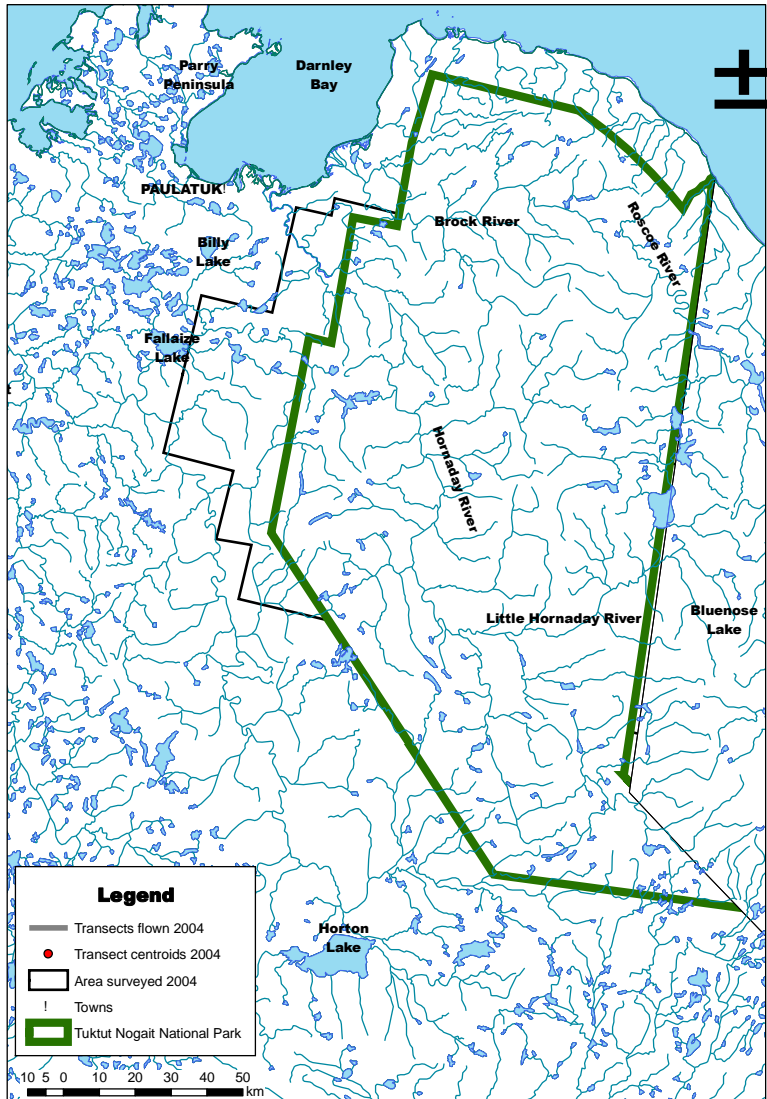 Parry
Peninsula
Darnley
Bay
±
PAULATUK!
Brock River
Roscoe River
Billy
Lake
Fallaize
Lake
t
Hornaday River
Little Hornaday River
Bluenose
Lake
Horton
Lake
Legend
Transects flown 2004
Transect centroids 2004
Area surveyed 2004
! Towns
Tuktut Nogait National Park
10 5 0 10 20 30 40 50
km